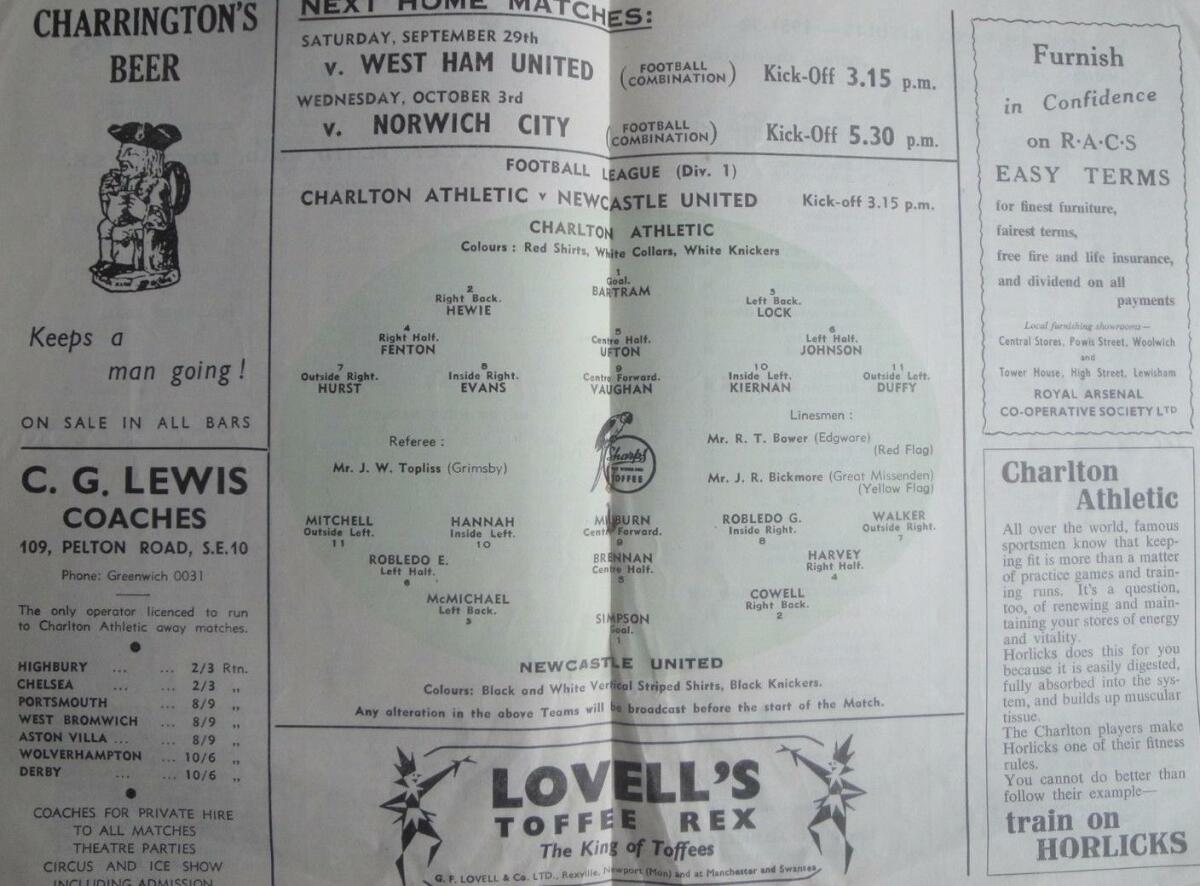 CHARRINGTON'S
BEER
Keeps a
man going!
ON SALE IN ALL BARS
C. G. LEWIS
COACHES
109, PELTON ROAD, S.E.10
Phone: Greenwich 0031
The only operator licenced to run
to Charlton Athletic away matches.
HIGHBURY ... ... 2/3 Rtn.
CHELSEA ... ... 2/3 ,,
PORTSMOUTH ... 8/9 ,,
WEST BROMWICH ... 8/9 ,,
ASTON VILLA ... ... 8/9 ,,
WOLVERHAMPTON ... 10/6 ,,
DERBY ... ... 10/6 ,,
COACHES FOR PRIVATE HIRE
TO ALL MATCHES
THEATRE PARTIES
CIRCUS AND ICE SHOW
INCLUDING ADMISSION
NEXT HOME MATCHES:
SATURDAY, SEPTEMBER 29th
v. WEST HAM UNITED (FOOTBALL COMBINATION) Kick-Off 3.15 p.m.
WEDNESDAY, OCTOBER 3rd
v. NORWICH CITY (FOOTBALL COMBINATION) Kick-Off 5.30 p.m.
FOOTBALL LEAGUE (Div. 1)
CHARLTON ATHLETIC v NEWCASTLE UNITED Kick-off 3.15 p.m.
CHARLTON ATHLETIC
Colours : Red Shirts, White Collars, White Knickers
1
Goal.
BARTRAM
2 3
Right Back. Left Back.
HEWIE LOCK
4 5 6
Right Half. Centre Half. Left Half.
FENTON UFTON JOHNSON
7 8 9 10 11
Outside Right. Inside Right. Centre Forward. Inside Left. Outside Left.
HURST EVANS VAUGHAN KIERNAN DUFFY
Referee :
Mr. J. W. Topliss (Grimsby)
Sharps
TOFFEE
Linesmen :
Mr. R. T. Bower (Edgware)
(Red Flag)
Mr. J. R. Bickmore (Great Missenden)
(Yellow Flag)
MITCHELL HANNAH MILBURN ROBLEDO G. WALKER
Outside Left. Inside Left. Centre Forward. Inside Right. Outside Right.
11 10 9 8 7
ROBLEDO E. BRENNAN HARVEY
Left Half. Centre Half. Right Half.
6 5 4
McMICHAEL COWELL
Left Back. Right Back.
3 2
SIMPSON
Goal.
1
NEWCASTLE UNITED
Colours: Black and White Vertical Striped Shirts, Black Knickers.
Any alteration in the above Teams will be broadcast before the start of the Match.
LOVELL'S
TOFFEE REX
The King of Toffees
G. F. LOVELL & Co. LTD., Rexville, Newport (Mon) and at Manchester and Swansea
Furnish
in Confidence
on R·A·C·S
EASY TERMS
for finest furniture,
fairest terms,
free fire and life insurance,
and dividend on all
payments
Local furnishing showrooms—
Central Stores, Powis Street, Woolwich
and
Tower House, High Street, Lewisham
ROYAL ARSENAL
CO-OPERATIVE SOCIETY LTD
Charlton
Athletic
All over the world, famous
sportsmen know that keep-
ing fit is more than a matter
of practice games and train-
ing runs. It's a question,
too, of renewing and main-
taining your stores of energy
and vitality.
Horlicks does this for you
because it is easily digested,
fully absorbed into the sys-
tem, and builds up muscular
tissue.
The Charlton players make
Horlicks one of their fitness
rules.
You cannot do better than
follow their example—
train on
HORLICKS